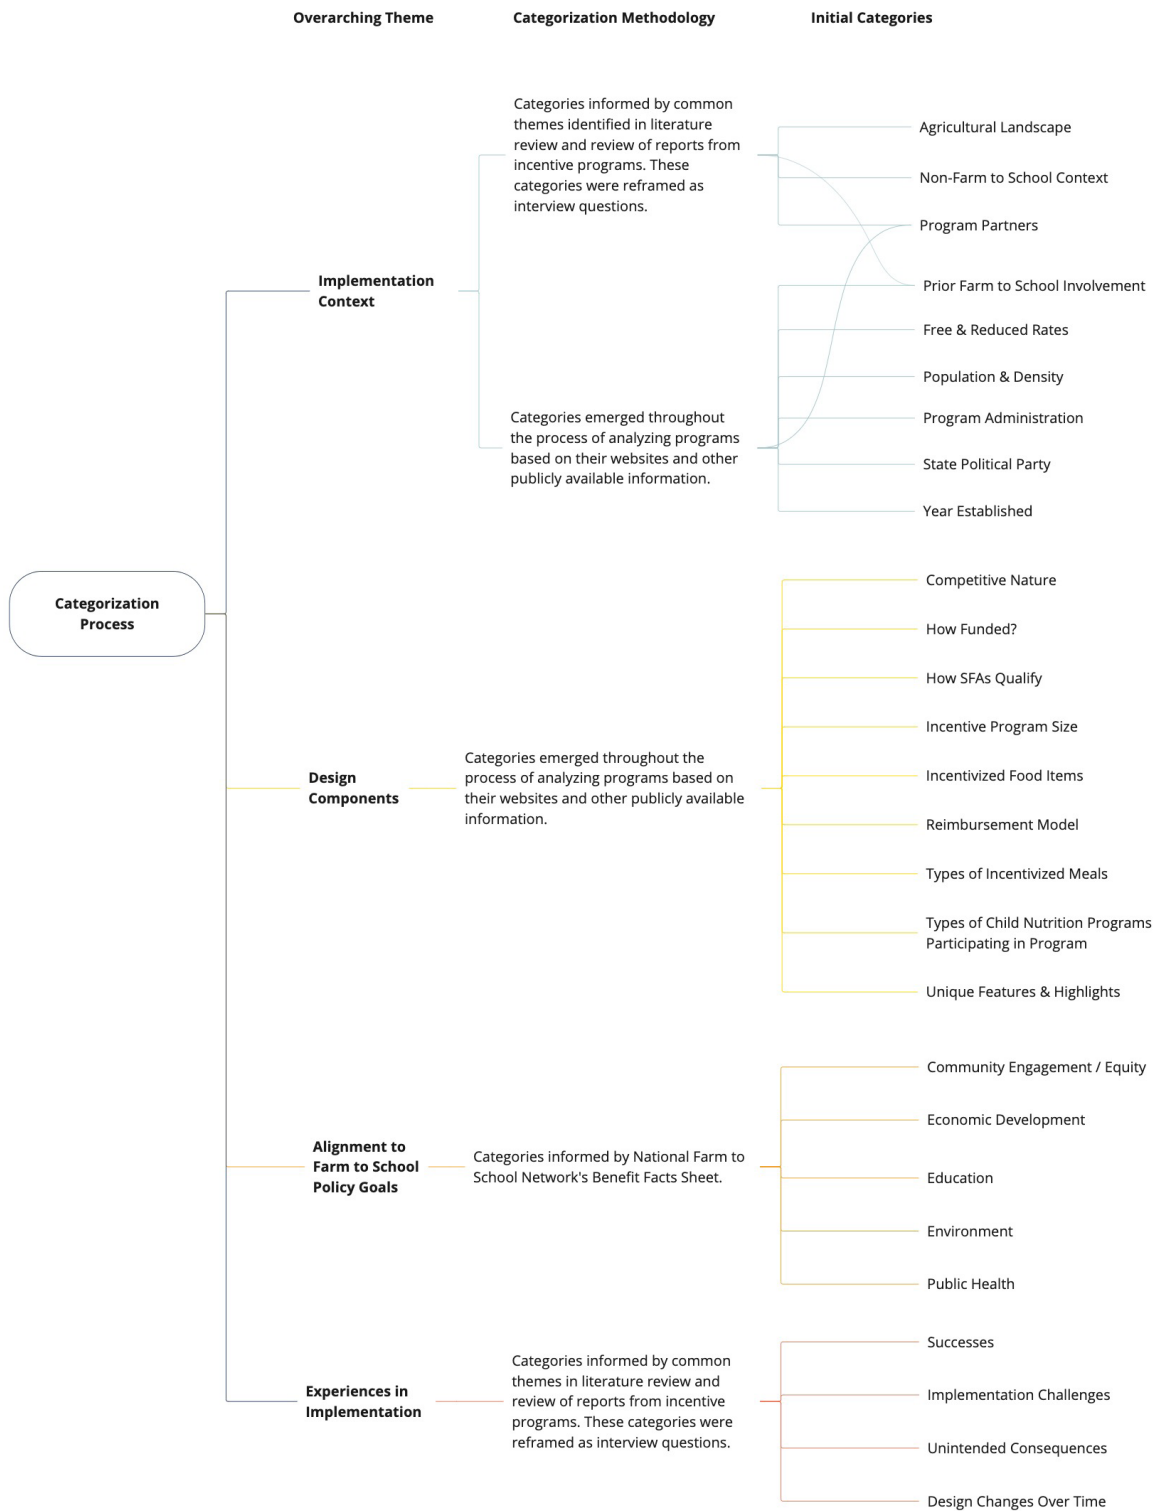 Overarching Theme
Categorization Methodology
Initial Categories
Categorization
Process
Implementation
Context
Categories informed by common
themes identified in literature
review and review of reports from
incentive programs. These
categories were reframed as
interview questions.
Agricultural Landscape
Non-Farm to School Context
Program Partners
Categories emerged throughout
the process of analyzing programs
based on their websites and other
publicly available information.
Prior Farm to School Involvement
Free & Reduced Rates
Population & Density
Program Administration
State Political Party
Year Established
Design
Components
Categories emerged throughout the
process of analyzing programs based on
their websites and other publicly available
information.
Competitive Nature
How Funded?
How SFAs Qualify
Incentive Program Size
Incentivized Food Items
Reimbursement Model
Types of Incentivized Meals
Types of Child Nutrition Programs
Participating in Program
Unique Features & Highlights
Alignment to
Farm to School
Policy Goals
Categories informed by National Farm to
School Network's Benefit Facts Sheet.
Community Engagement / Equity
Economic Development
Education
Environment
Public Health
Experiences in
Implementation
Categories informed by common
themes in literature review and
review of reports from incentive
programs. These categories were
reframed as interview questions.
Successes
Implementation Challenges
Unintended Consequences
Design Changes Over Time